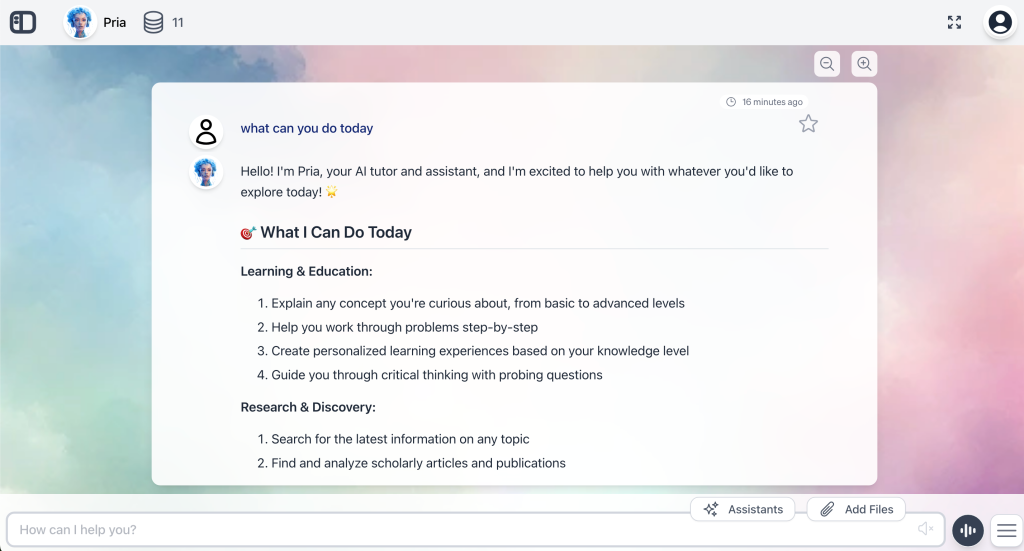 Pria
11
16 minutes ago
what can you do today
Hello! I'm Pria, your AI tutor and assistant, and I'm excited to help you with whatever you'd like to
explore today! 🌟
🎯 What I Can Do Today
Learning & Education:
1. Explain any concept you're curious about, from basic to advanced levels
2. Help you work through problems step-by-step
3. Create personalized learning experiences based on your knowledge level
4. Guide you through critical thinking with probing questions
Research & Discovery:
1. Search for the latest information on any topic
2. Find and analyze scholarly articles and publications
Assistants
Add Files
How can I help you?